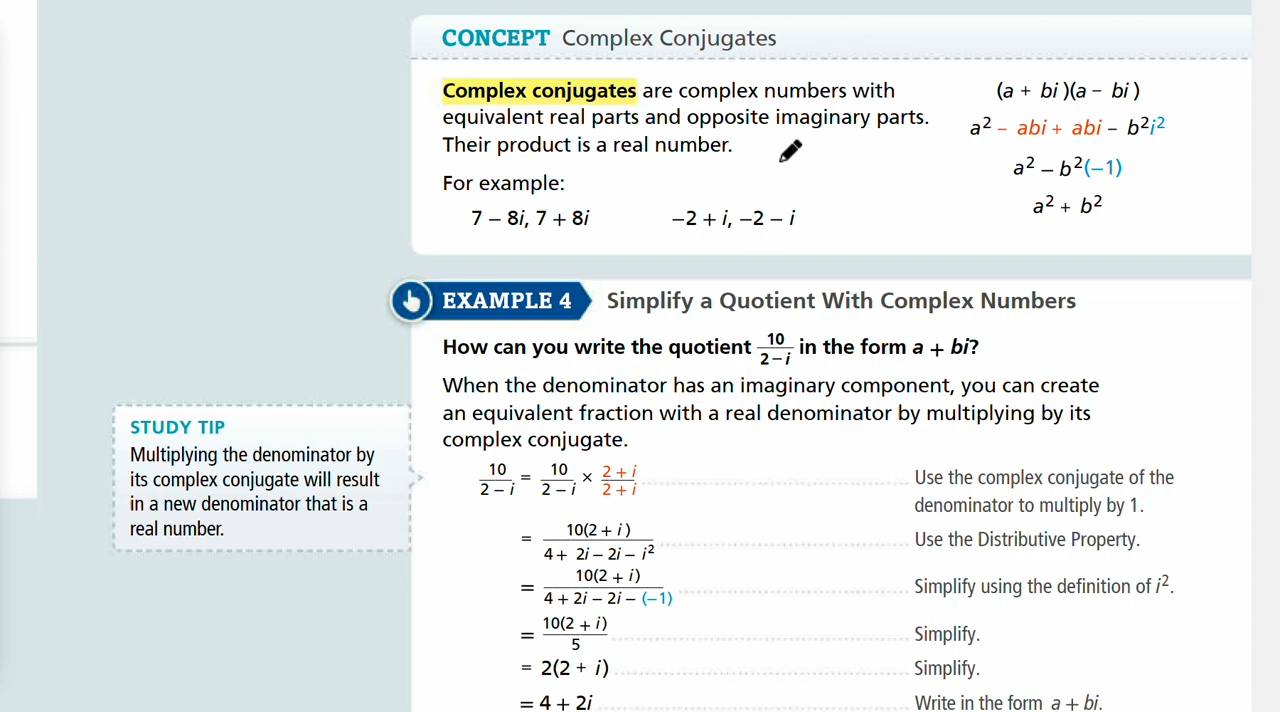 CONCEPT Complex Conjugates
Complex conjugates are complex numbers with
equivalent real parts and opposite imaginary parts.
Their product is a real number.
For example:
7 − 8i, 7 + 8i −2 + i, −2 − i
(a + bi)(a − bi)
a² − abi + abi − b²i²
a² − b²(−1)
a² + b²
EXAMPLE 4 Simplify a Quotient With Complex Numbers
How can you write the quotient 10/(2−i) in the form a + bi?
When the denominator has an imaginary component, you can create
an equivalent fraction with a real denominator by multiplying by its
complex conjugate.
STUDY TIP
Multiplying the denominator by
its complex conjugate will result
in a new denominator that is a
real number.
10/(2 − i) = 10/(2 − i) × (2 + i)/(2 + i) Use the complex conjugate of the
denominator to multiply by 1.
= 10(2 + i)/(4 + 2i − 2i − i²) Use the Distributive Property.
= 10(2 + i)/(4 + 2i − 2i − (−1)) Simplify using the definition of i².
= 10(2 + i)/5 Simplify.
= 2(2 + i) Simplify.
= 4 + 2i Write in the form a + bi.